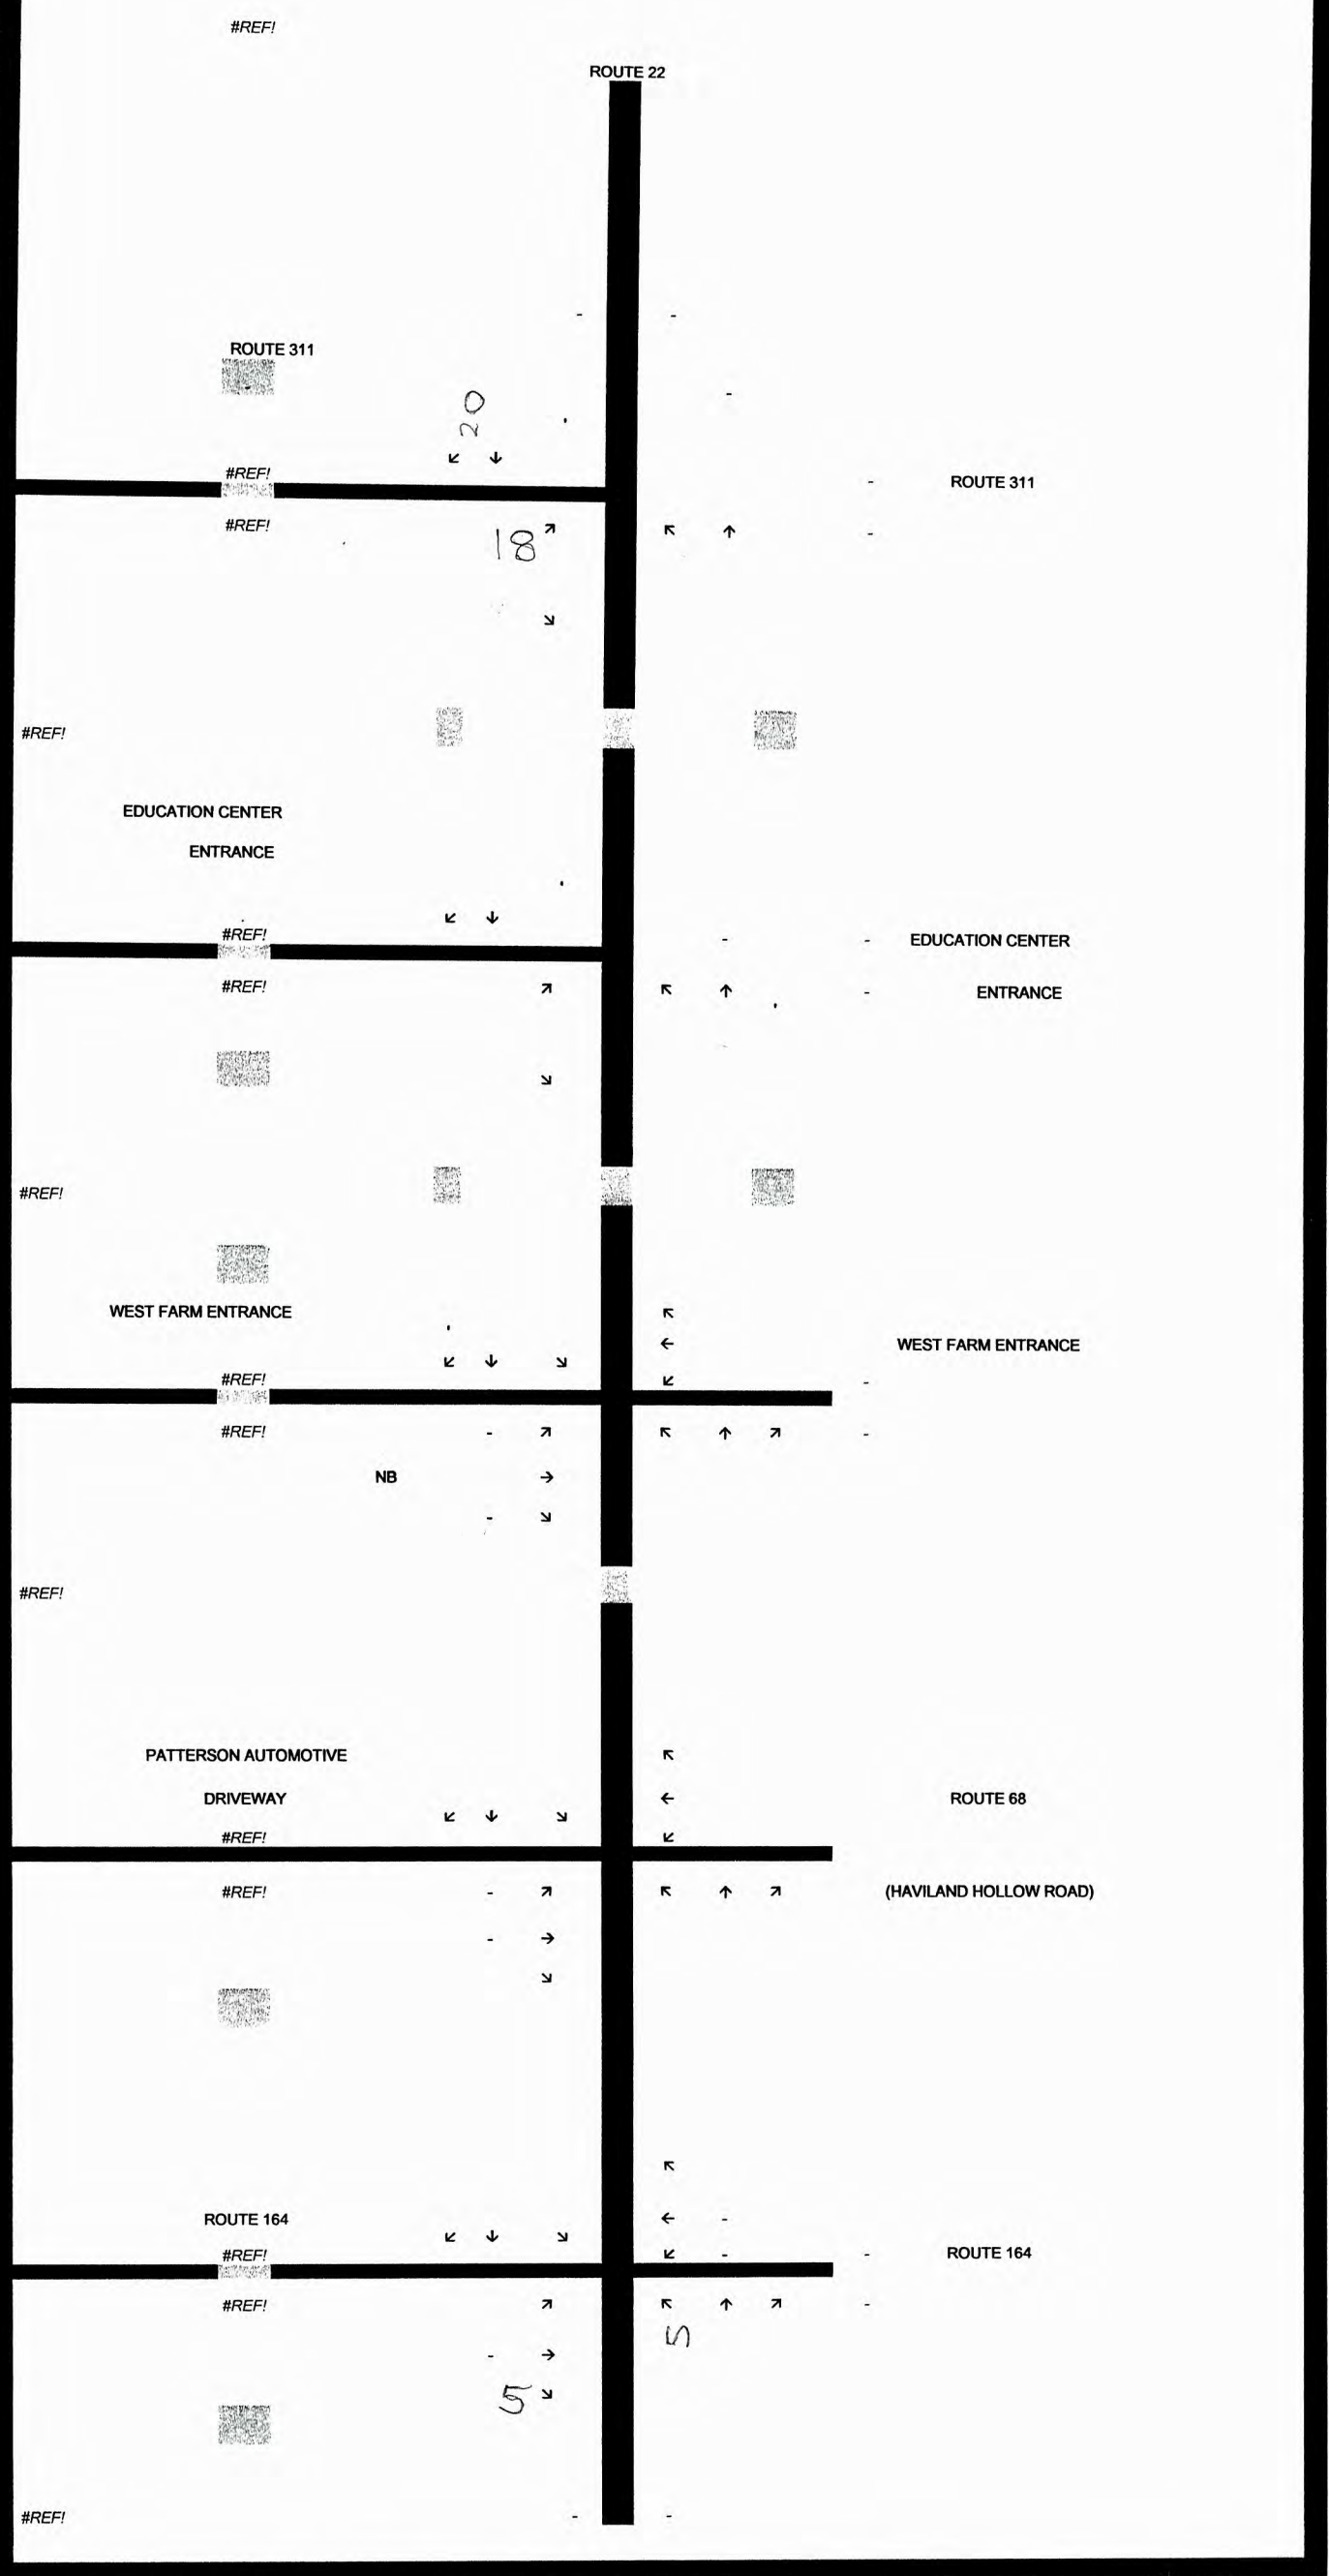 #REF!
ROUTE 22
- -
ROUTE 311
-
20
↙ ↓
#REF!
- ROUTE 311
#REF!
18 ↗ ↖ ↑ -
↘
#REF!
EDUCATION CENTER
ENTRANCE
↙ ↓
#REF!
- - EDUCATION CENTER
#REF! ↗ ↖ ↑ - ENTRANCE
↘
#REF!
WEST FARM ENTRANCE ↖
← WEST FARM ENTRANCE
↙ ↓ ↘
#REF! ↙ -
#REF! - ↗ ↖ ↑ ↗ -
NB →
- ↘
#REF!
PATTERSON AUTOMOTIVE ↖
DRIVEWAY ← ROUTE 68
↙ ↓ ↘
#REF! ↙
#REF! - ↗ ↖ ↑ ↗ (HAVILAND HOLLOW ROAD)
- →
↘
↖
ROUTE 164 ← -
↙ ↓ ↘
#REF! ↙ - - ROUTE 164
#REF! ↗ ↖ ↑ ↗ -
5
- →
5 ↘
#REF! - -